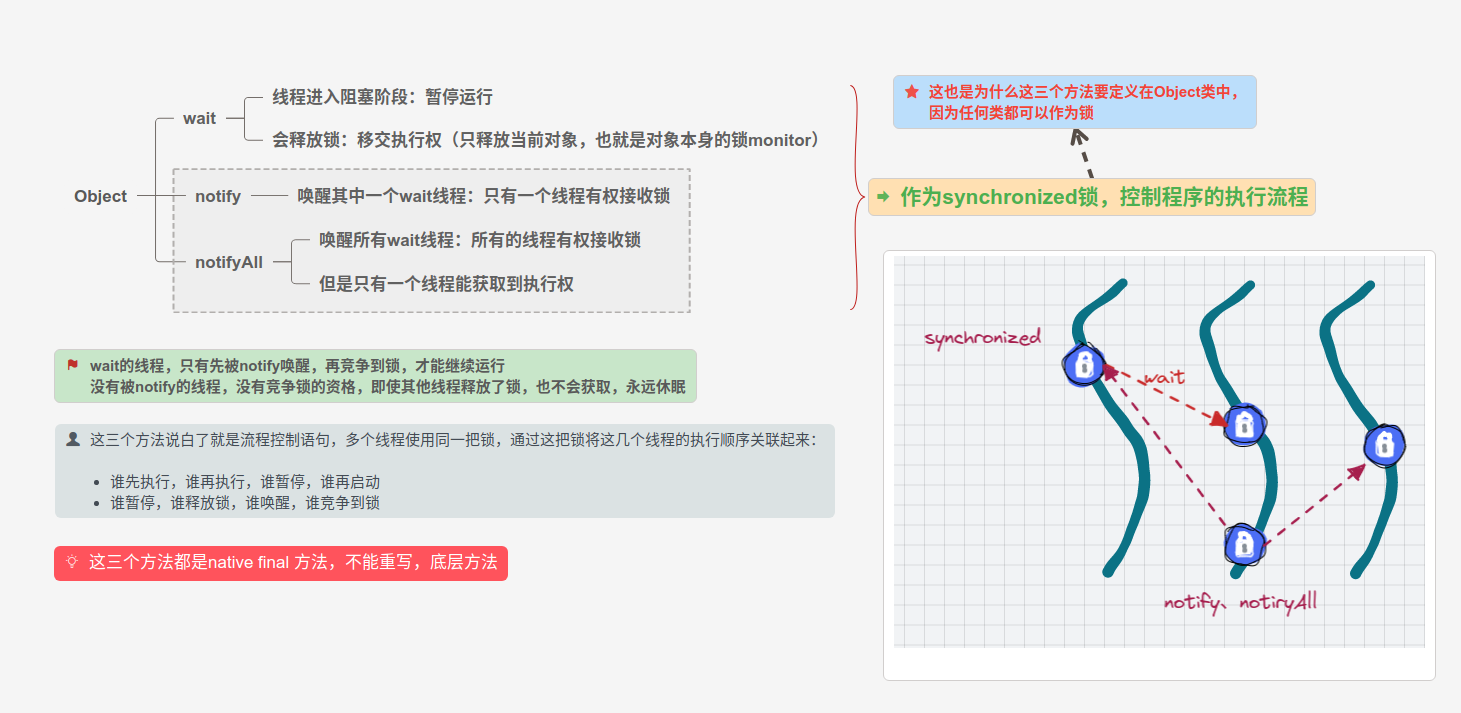 Object
wait
线程进入阻塞阶段：暂停运行
会释放锁：移交执行权（只释放当前对象，也就是对象本身的锁monitor）
notify
唤醒其中一个wait线程：只有一个线程有权接收锁
notifyAll
唤醒所有wait线程：所有的线程有权接收锁
但是只有一个线程能获取到执行权
这也是为什么这三个方法要定义在Object类中，
因为任何类都可以作为锁
作为synchronized锁，控制程序的执行流程
wait的线程，只有先被notify唤醒，再竞争到锁，才能继续运行
没有被notify的线程，没有竞争锁的资格，即使其他线程释放了锁，也不会获取，永远休眠
这三个方法说白了就是流程控制语句，多个线程使用同一把锁，通过这把锁将这几个线程的执行顺序关联起来：
• 谁先执行，谁再执行，谁暂停，谁再启动
• 谁暂停，谁释放锁，谁唤醒，谁竞争到锁
这三个方法都是native final 方法，不能重写，底层方法
synchronized
wait
notify、notiryAll